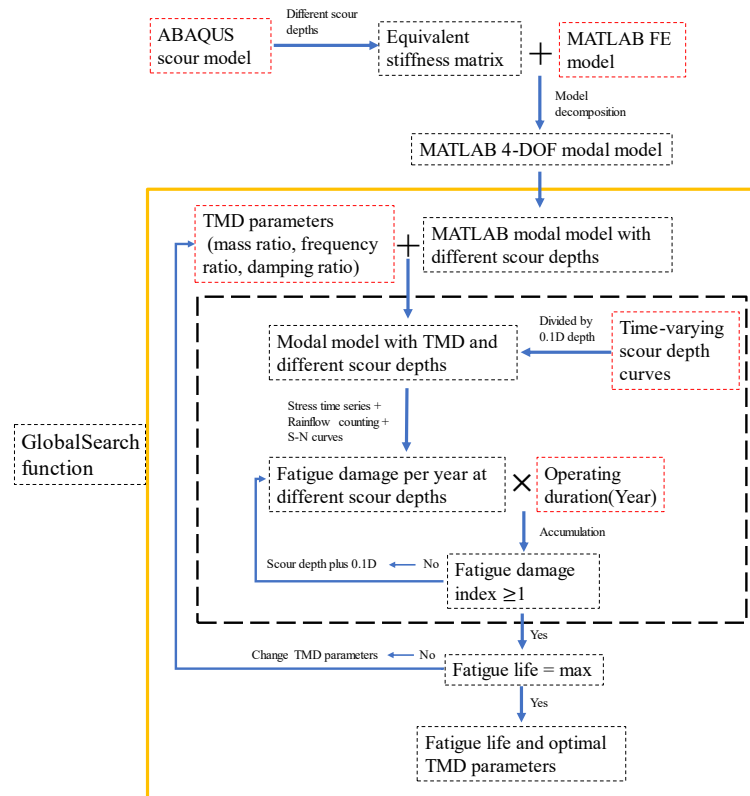 ABAQUS
scour model
Different scour
depths
Equivalent
stiffness matrix
+
MATLAB FE
model
Model
decomposition
MATLAB 4-DOF modal model
TMD parameters
(mass ratio, frequency
ratio, damping ratio)
+
MATLAB modal model with
different scour depths
Modal model with TMD and
different scour depths
Divided by
0.1D depth
Time-varying
scour depth
curves
Stress time series +
Rainflow counting +
S-N curves
GlobalSearch
function
Fatigue damage per year at
different scour depths
×
Operating
duration(Year)
Accumulation
Scour depth plus 0.1D
No
Fatigue damage
index ≥1
Yes
Change TMD parameters
No
Fatigue life = max
Yes
Fatigue life and optimal
TMD parameters